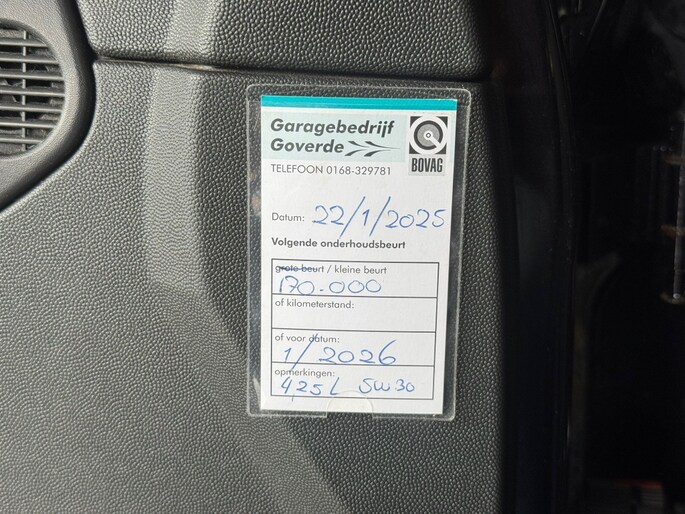 Garagebedrijf
Goverde
BOVAG
TELEFOON 0168-329781
Datum: 22/1/2025
Volgende onderhoudsbeurt
grote beurt / kleine beurt
170.000
of kilometerstand:
of voor datum:
1/2026
opmerkingen:
4,25 L 5W30